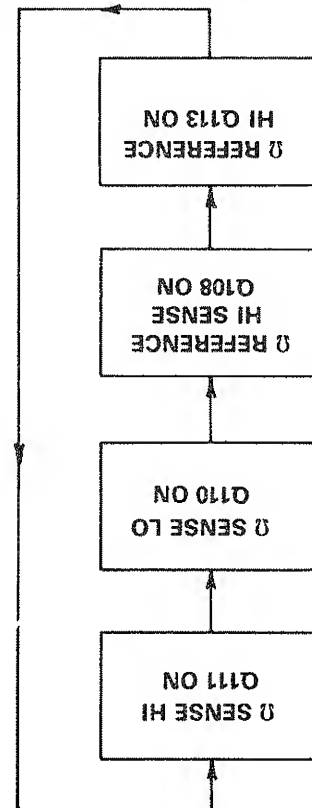 Ω SENSE HI
Q111 ON
Ω SENSE LO
Q110 ON
Ω REFERENCE
HI SENSE
Q108 ON
Ω REFERENCE
HI Q113 ON